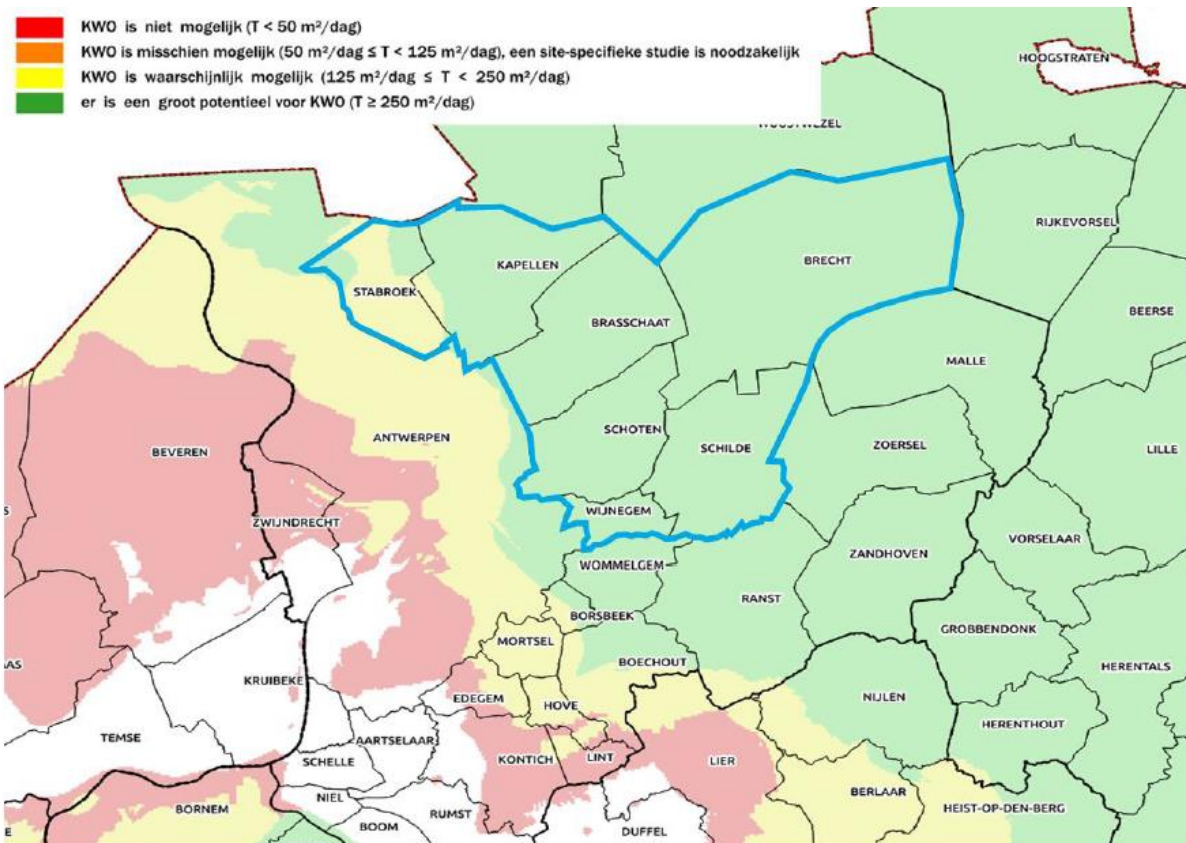 KWO is niet mogelijk (T < 50 m²/dag)
KWO is misschien mogelijk (50 m²/dag ≤ T < 125 m²/dag), een site-specifieke studie is noodzakelijk
KWO is waarschijnlijk mogelijk (125 m²/dag ≤ T < 250 m²/dag)
er is een groot potentieel voor KWO (T ≥ 250 m²/dag)
HOOGSTRATEN
RIJKEVORSEL
KAPELLEN
BRECHT
STABROEK
BEERSE
BRASSCHAAT
MALLE
SCHOTEN
ANTWERPEN
ZOERSEL
SCHILDE
LILLE
BEVEREN
WIJNEGEM
ZWIJNDRECHT
VORSELAAR
ZANDHOVEN
WOMMELGEM
RANST
BORSBEEK
GROBBENDONK
MORTSEL
BOECHOUT
HERENTALS
AAS
KRUIBEKE
EDEGEM
NIJLEN
HOVE
HERENTHOUT
TEMSE
AARTSELAAR
KONTICH
LINT
LIER
SCHELLE
BERLAAR
NIEL
BORNEM
HEIST-OP-DEN-BERG
RUMST
BOOM
DUFFEL